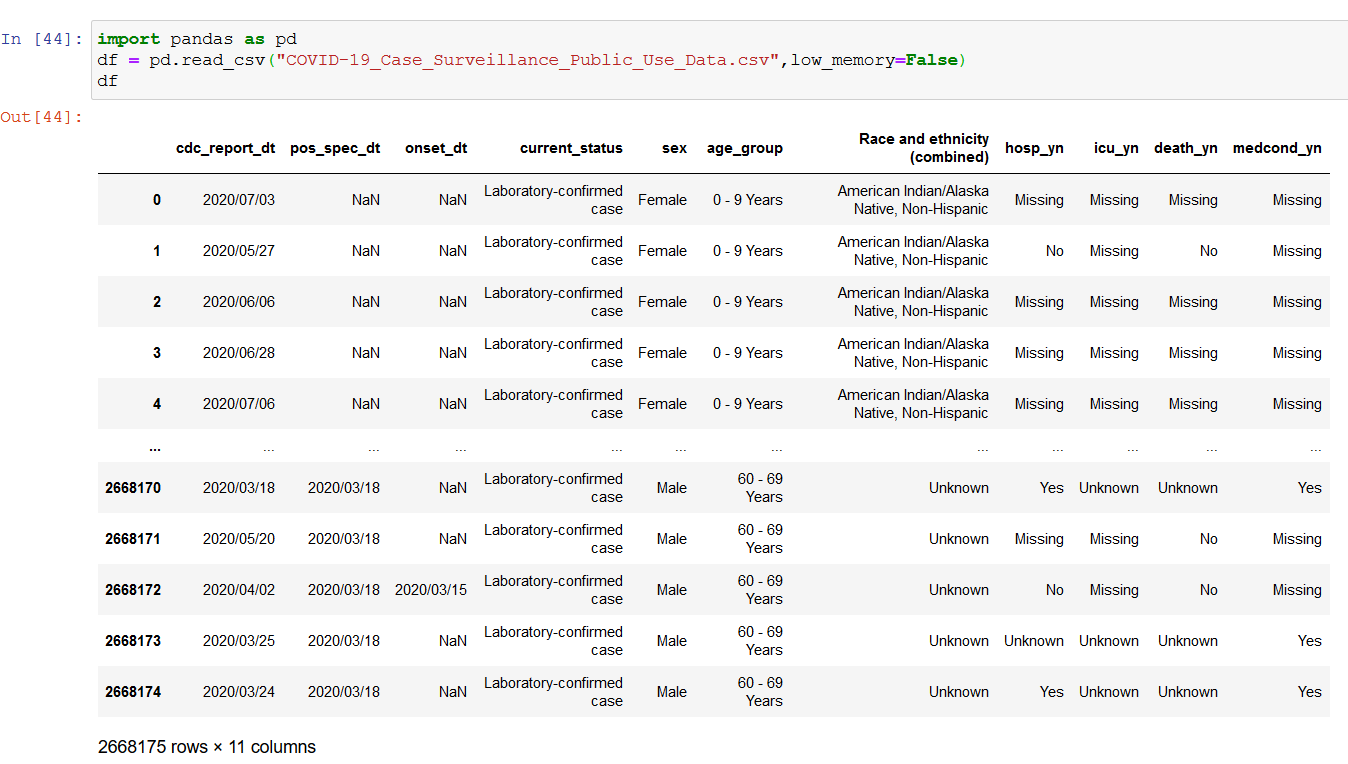 In [44]: import pandas as pd
df = pd.read_csv("COVID-19_Case_Surveillance_Public_Use_Data.csv",low_memory=False)
df
Out[44]:
cdc_report_dt pos_spec_dt onset_dt current_status sex age_group Race and ethnicity (combined) hosp_yn icu_yn death_yn medcond_yn
0 2020/07/03 NaN NaN Laboratory-confirmed case Female 0 - 9 Years American Indian/Alaska Native, Non-Hispanic Missing Missing Missing Missing
1 2020/05/27 NaN NaN Laboratory-confirmed case Female 0 - 9 Years American Indian/Alaska Native, Non-Hispanic No Missing No Missing
2 2020/06/06 NaN NaN Laboratory-confirmed case Female 0 - 9 Years American Indian/Alaska Native, Non-Hispanic Missing Missing Missing Missing
3 2020/06/28 NaN NaN Laboratory-confirmed case Female 0 - 9 Years American Indian/Alaska Native, Non-Hispanic Missing Missing Missing Missing
4 2020/07/06 NaN NaN Laboratory-confirmed case Female 0 - 9 Years American Indian/Alaska Native, Non-Hispanic Missing Missing Missing Missing
... ... ... ... ... ... ... ... ... ... ... ...
2668170 2020/03/18 2020/03/18 NaN Laboratory-confirmed case Male 60 - 69 Years Unknown Yes Unknown Unknown Yes
2668171 2020/05/20 2020/03/18 NaN Laboratory-confirmed case Male 60 - 69 Years Unknown Missing Missing No Missing
2668172 2020/04/02 2020/03/18 2020/03/15 Laboratory-confirmed case Male 60 - 69 Years Unknown No Missing No Missing
2668173 2020/03/25 2020/03/18 NaN Laboratory-confirmed case Male 60 - 69 Years Unknown Unknown Unknown Unknown Yes
2668174 2020/03/24 2020/03/18 NaN Laboratory-confirmed case Male 60 - 69 Years Unknown Yes Unknown Unknown Yes
2668175 rows × 11 columns